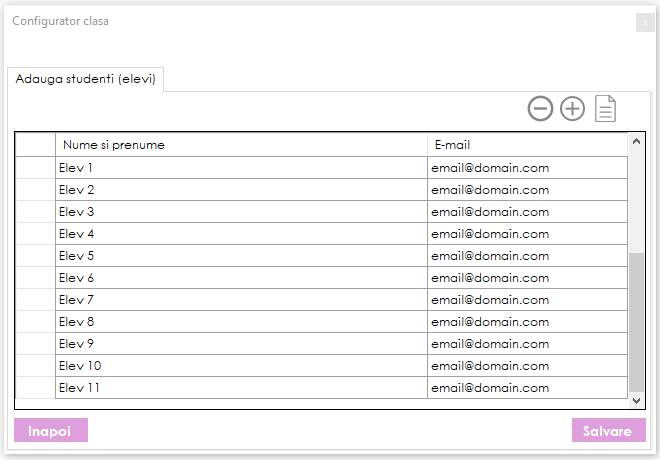 Configurator clasa
x
Adauga studenti (elevi)
Nume si prenume E-mail
Elev 1 email@domain.com
Elev 2 email@domain.com
Elev 3 email@domain.com
Elev 4 email@domain.com
Elev 5 email@domain.com
Elev 6 email@domain.com
Elev 7 email@domain.com
Elev 8 email@domain.com
Elev 9 email@domain.com
Elev 10 email@domain.com
Elev 11 email@domain.com
Inapoi Salvare